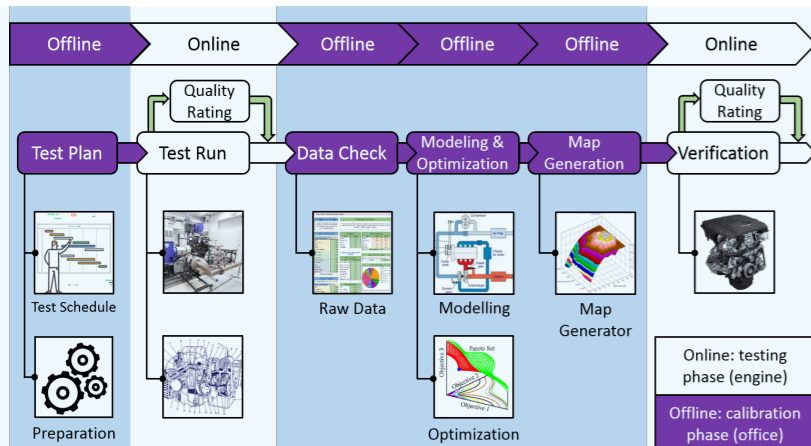 Offline
Online
Offline
Offline
Offline
Online
Quality
Rating
Quality
Rating
Test Plan
Test Run
Data Check
Modeling &
Optimization
Map
Generation
Verification
Test Schedule
Raw Data
Modelling
Map
Generator
Preparation
Objective 3
Pareto Set
Objective 2
Objective 1
Optimization
Online: testing
phase (engine)
Offline: calibration
phase (office)